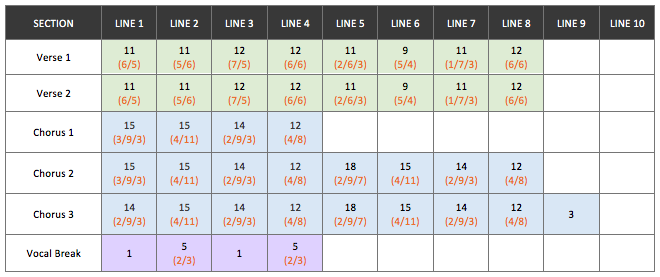 SECTION LINE 1 LINE 2 LINE 3 LINE 4 LINE 5 LINE 6 LINE 7 LINE 8 LINE 9 LINE 10
Verse 1 11 11 12 12 11 9 11 12
(6/5) (5/6) (7/5) (6/6) (2/6/3) (5/4) (1/7/3) (6/6)
Verse 2 11 11 12 12 11 9 11 12
(6/5) (5/6) (7/5) (6/6) (2/6/3) (5/4) (1/7/3) (6/6)
Chorus 1 15 15 14 12
(3/9/3) (4/11) (2/9/3) (4/8)
Chorus 2 15 15 14 12 18 15 14 12
(3/9/3) (4/11) (2/9/3) (4/8) (2/9/7) (4/11) (2/9/3) (4/8)
Chorus 3 14 15 14 12 18 15 14 12 3
(2/9/3) (4/11) (2/9/3) (4/8) (2/9/7) (4/11) (2/9/3) (4/8)
Vocal Break 1 5 1 5
(2/3) (2/3)